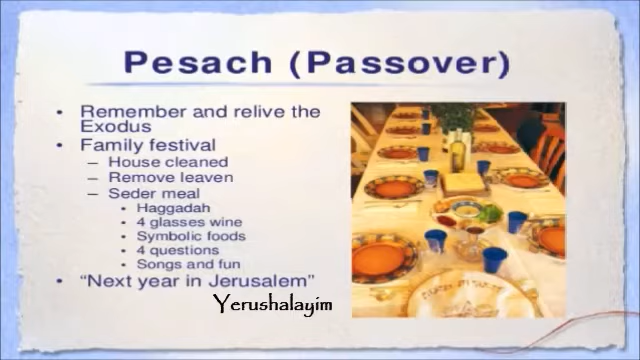 Pesach (Passover)
• Remember and relive the
Exodus
• Family festival
– House cleaned
– Remove leaven
– Seder meal
• Haggadah
• 4 glasses wine
• Symbolic foods
• 4 questions
• Songs and fun
• “Next year in Jerusalem”
Yerushalayim